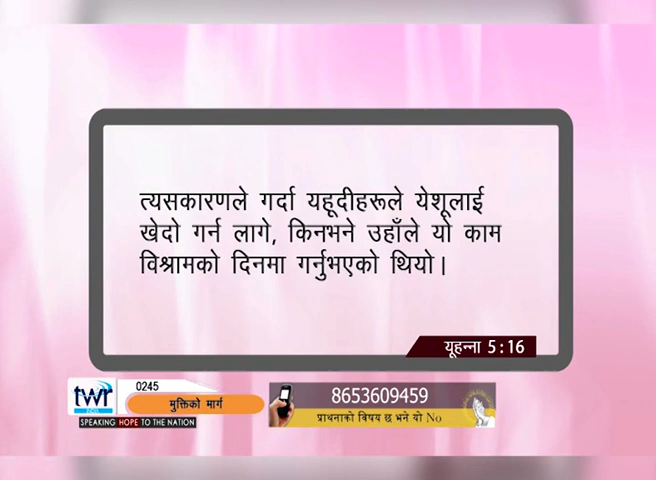 त्यसकारणले गर्दा यहूदीहरूले येशूलाई
खेदो गर्न लागे, किनभने उहाँले यो काम
विश्रामको दिनमा गर्नुभएको थियो।
यूहन्ना 5:16
twr
INDIA
0245
मुक्तिको मार्ग
SPEAKING HOPE TO THE NATION
8653609459
प्राथनाको विषय छ भने यो No